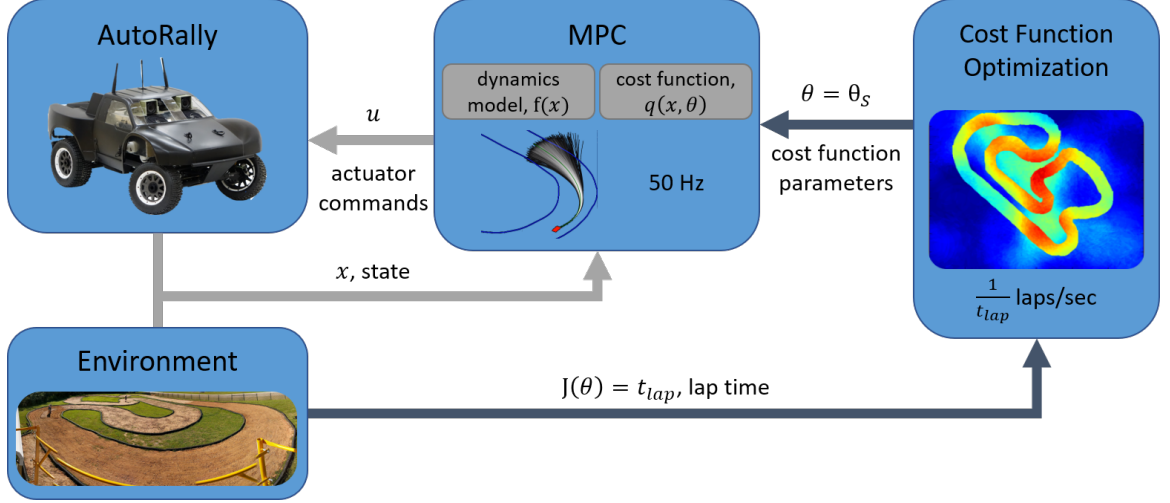 AutoRally
MPC
dynamics
model, f(x)
cost function,
q(x, θ)
50 Hz
Cost Function
Optimization
1/t_lap laps/sec
u
actuator
commands
θ = θ_S
cost function
parameters
x, state
Environment
J(θ) = t_lap, lap time